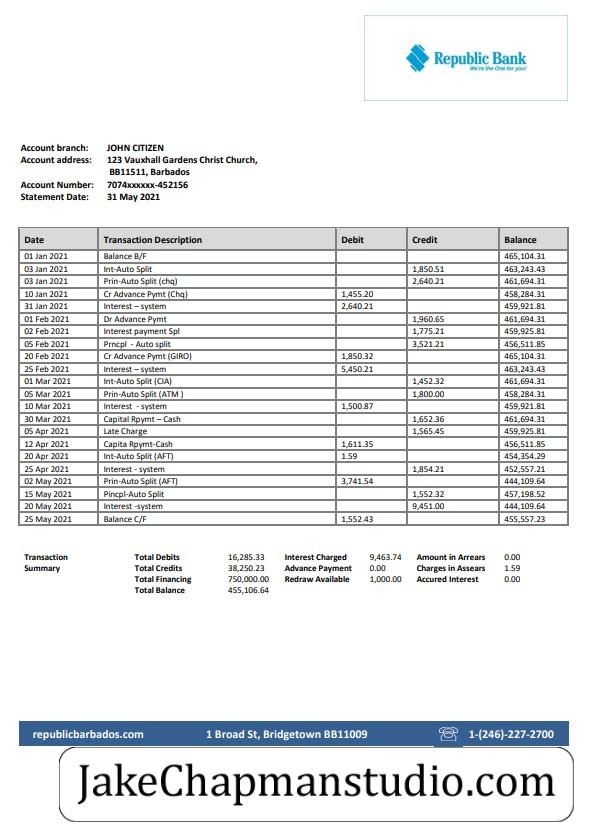 Republic Bank
We're the One for you!
Account branch: JOHN CITIZEN
Account address: 123 Vauxhall Gardens Christ Church,
BB11511, Barbados
Account Number: 7074xxxxxx-452156
Statement Date: 31 May 2021
Date Transaction Description Debit Credit Balance
01 Jan 2021 Balance B/F 465,104.31
03 Jan 2021 Int-Auto Split 1,850.51 463,243.43
03 Jan 2021 Prin-Auto Split (chq) 2,640.21 461,694.31
10 Jan 2021 Cr Advance Pymt (Chq) 1,455.20 458,284.31
31 Jan 2021 Interest – system 2,640.21 459,921.81
01 Feb 2021 Dr Advance Pymt 1,960.65 461,694.31
02 Feb 2021 Interest payment Spl 1,775.21 459,925.81
05 Feb 2021 Prncpl - Auto split 3,521.21 456,511.85
20 Feb 2021 Cr Advance Pymt (GIRO) 1,850.32 465,104.31
25 Feb 2021 Interest – system 5,450.21 463,243.43
01 Mar 2021 Int-Auto Split (CIA) 1,452.32 461,694.31
05 Mar 2021 Prin-Auto Split (ATM ) 1,800.00 458,284.31
10 Mar 2021 Interest - system 1,500.87 459,921.81
30 Mar 2021 Capital Rpymt – Cash 1,652.36 461,694.31
05 Apr 2021 Late Charge 1,565.45 459,925.81
12 Apr 2021 Capita Rpymt-Cash 1,611.35 456,511.85
20 Apr 2021 Int-Auto Split (AFT) 1.59 454,354.29
25 Apr 2021 Interest - system 1,854.21 452,557.21
02 May 2021 Prin-Auto Split (AFT) 3,741.54 444,109.64
15 May 2021 Pincpl-Auto Split 1,552.32 457,198.52
20 May 2021 Interest -system 9,451.00 444,109.64
25 May 2021 Balance C/F 1,552.43 455,557.23
Transaction Total Debits 16,285.33 Interest Charged 9,463.74 Amount in Arrears 0.00
Summary Total Credits 38,250.23 Advance Payment 0.00 Charges in Assears 1.59
Total Financing 750,000.00 Redraw Available 1,000.00 Accured Interest 0.00
Total Balance 455,106.64
republicbarbados.com 1 Broad St, Bridgetown BB11009 1-(246)-227-2700
JakeChapmanstudio.com